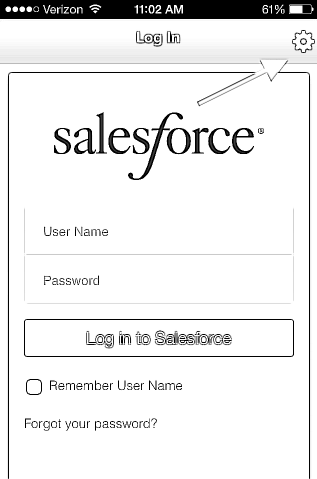 Verizon 11:02 AM 61%
Log In
salesforce®
User Name
Password
Log in to Salesforce
Remember User Name
Forgot your password?